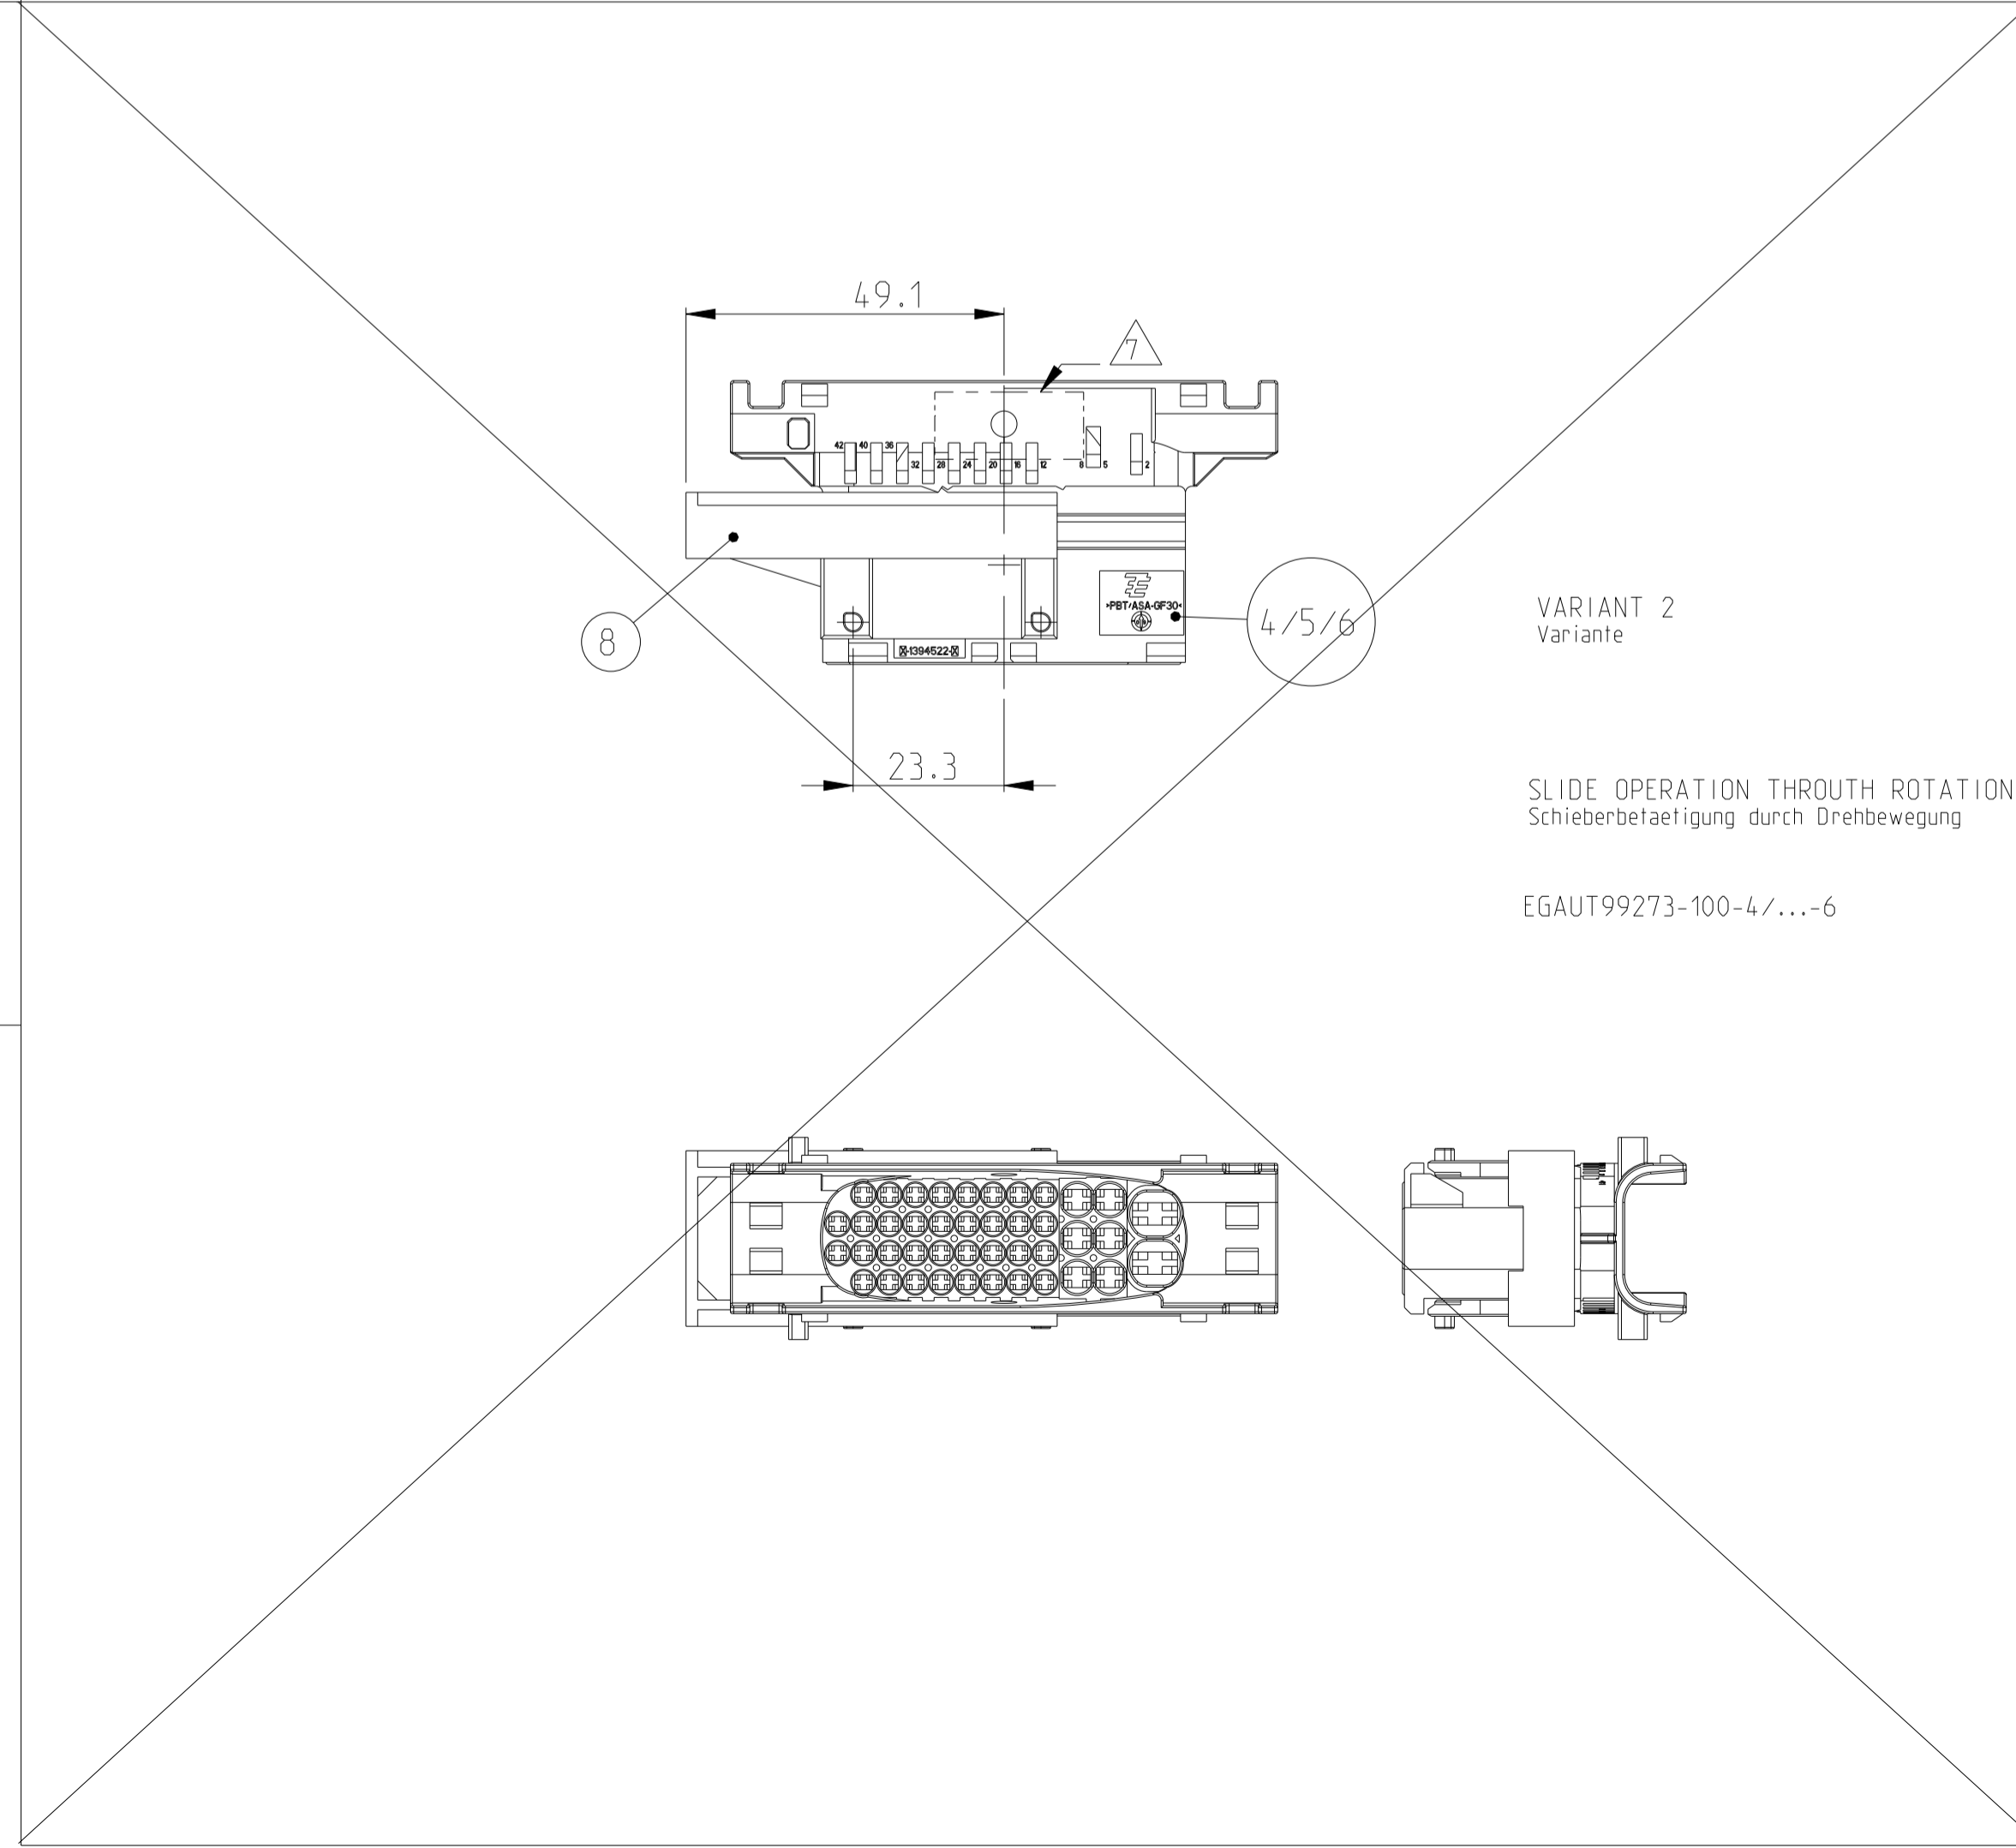 49.1
7
42 40 36 32 28 24 20 16 12 8 5 2
>PBT/ASA-GF30<
8
4/5/6
-1394522-
23.3
VARIANT 2
Variante
SLIDE OPERATION THROUTH ROTATION
Schieberbetaetigung durch Drehbewegung
EGAUT99273-100-4/...-6